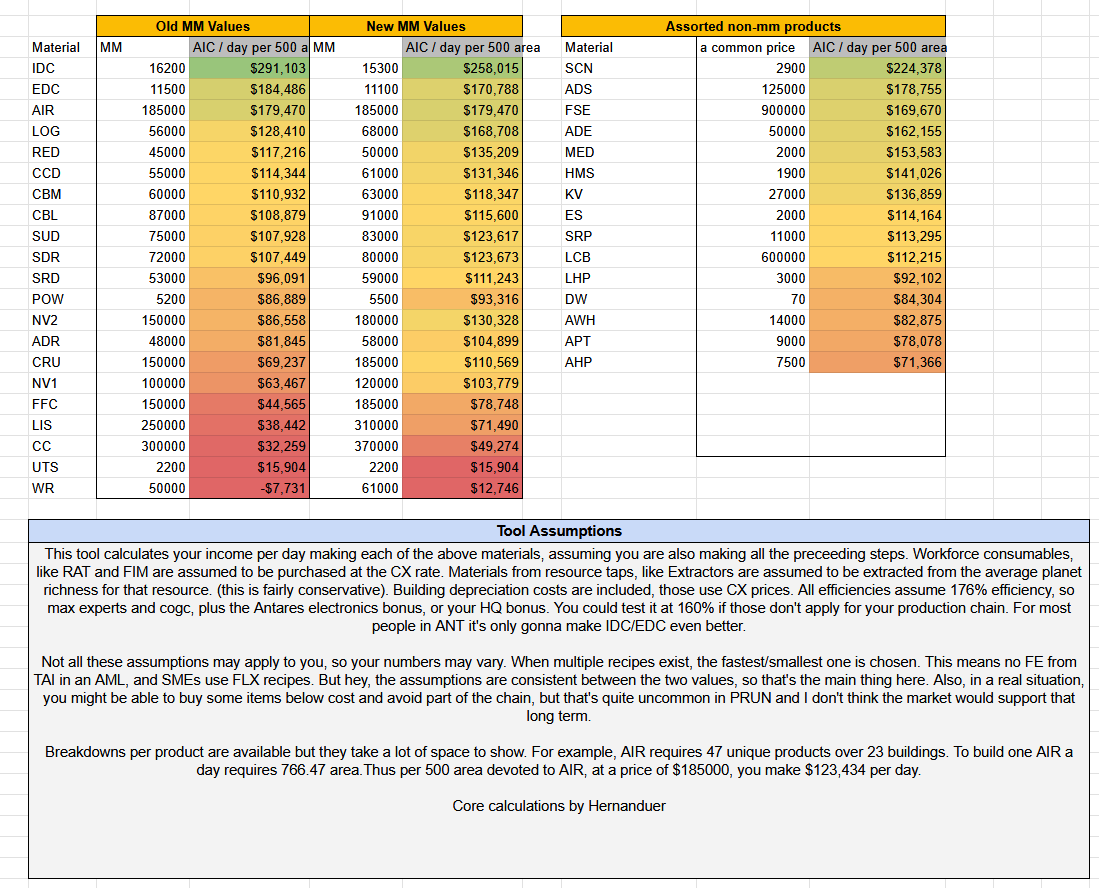 Old MM Values New MM Values Assorted non-mm products
Material MM AIC / day per 500 a MM AIC / day per 500 area Material a common price AIC / day per 500 area
IDC 16200 $291,103 15300 $258,015 SCN 2900 $224,378
EDC 11500 $184,486 11100 $170,788 ADS 125000 $178,755
AIR 185000 $179,470 185000 $179,470 FSE 900000 $169,670
LOG 56000 $128,410 68000 $168,708 ADE 50000 $162,155
RED 45000 $117,216 50000 $135,209 MED 2000 $153,583
CCD 55000 $114,344 61000 $131,346 HMS 1900 $141,026
CBM 60000 $110,932 63000 $118,347 KV 27000 $136,859
CBL 87000 $108,879 91000 $115,600 ES 2000 $114,164
SUD 75000 $107,928 83000 $123,617 SRP 11000 $113,295
SDR 72000 $107,449 80000 $123,673 LCB 600000 $112,215
SRD 53000 $96,091 59000 $111,243 LHP 3000 $92,102
POW 5200 $86,889 5500 $93,316 DW 70 $84,304
NV2 150000 $86,558 180000 $130,328 AWH 14000 $82,875
ADR 48000 $81,845 58000 $104,899 APT 9000 $78,078
CRU 150000 $69,237 185000 $110,569 AHP 7500 $71,366
NV1 100000 $63,467 120000 $103,779
FFC 150000 $44,565 185000 $78,748
LIS 250000 $38,442 310000 $71,490
CC 300000 $32,259 370000 $49,274
UTS 2200 $15,904 2200 $15,904
WR 50000 -$7,731 61000 $12,746
Tool Assumptions
This tool calculates your income per day making each of the above materials, assuming you are also making all the preceeding steps. Workforce consumables,
like RAT and FIM are assumed to be purchased at the CX rate. Materials from resource taps, like Extractors are assumed to be extracted from the average planet
richness for that resource. (this is fairly conservative). Building depreciation costs are included, those use CX prices. All efficiencies assume 176% efficiency, so
max experts and cogc, plus the Antares electronics bonus, or your HQ bonus. You could test it at 160% if those don't apply for your production chain. For most
people in ANT it's only gonna make IDC/EDC even better.
Not all these assumptions may apply to you, so your numbers may vary. When multiple recipes exist, the fastest/smallest one is chosen. This means no FE from
TAI in an AML, and SMEs use FLX recipes. But hey, the assumptions are consistent between the two values, so that's the main thing here. Also, in a real situation,
you might be able to buy some items below cost and avoid part of the chain, but that's quite uncommon in PRUN and I don't think the market would support that
long term.
Breakdowns per product are available but they take a lot of space to show. For example, AIR requires 47 unique products over 23 buildings. To build one AIR a
day requires 766.47 area.Thus per 500 area devoted to AIR, at a price of $185000, you make $123,434 per day.
Core calculations by Hernanduer